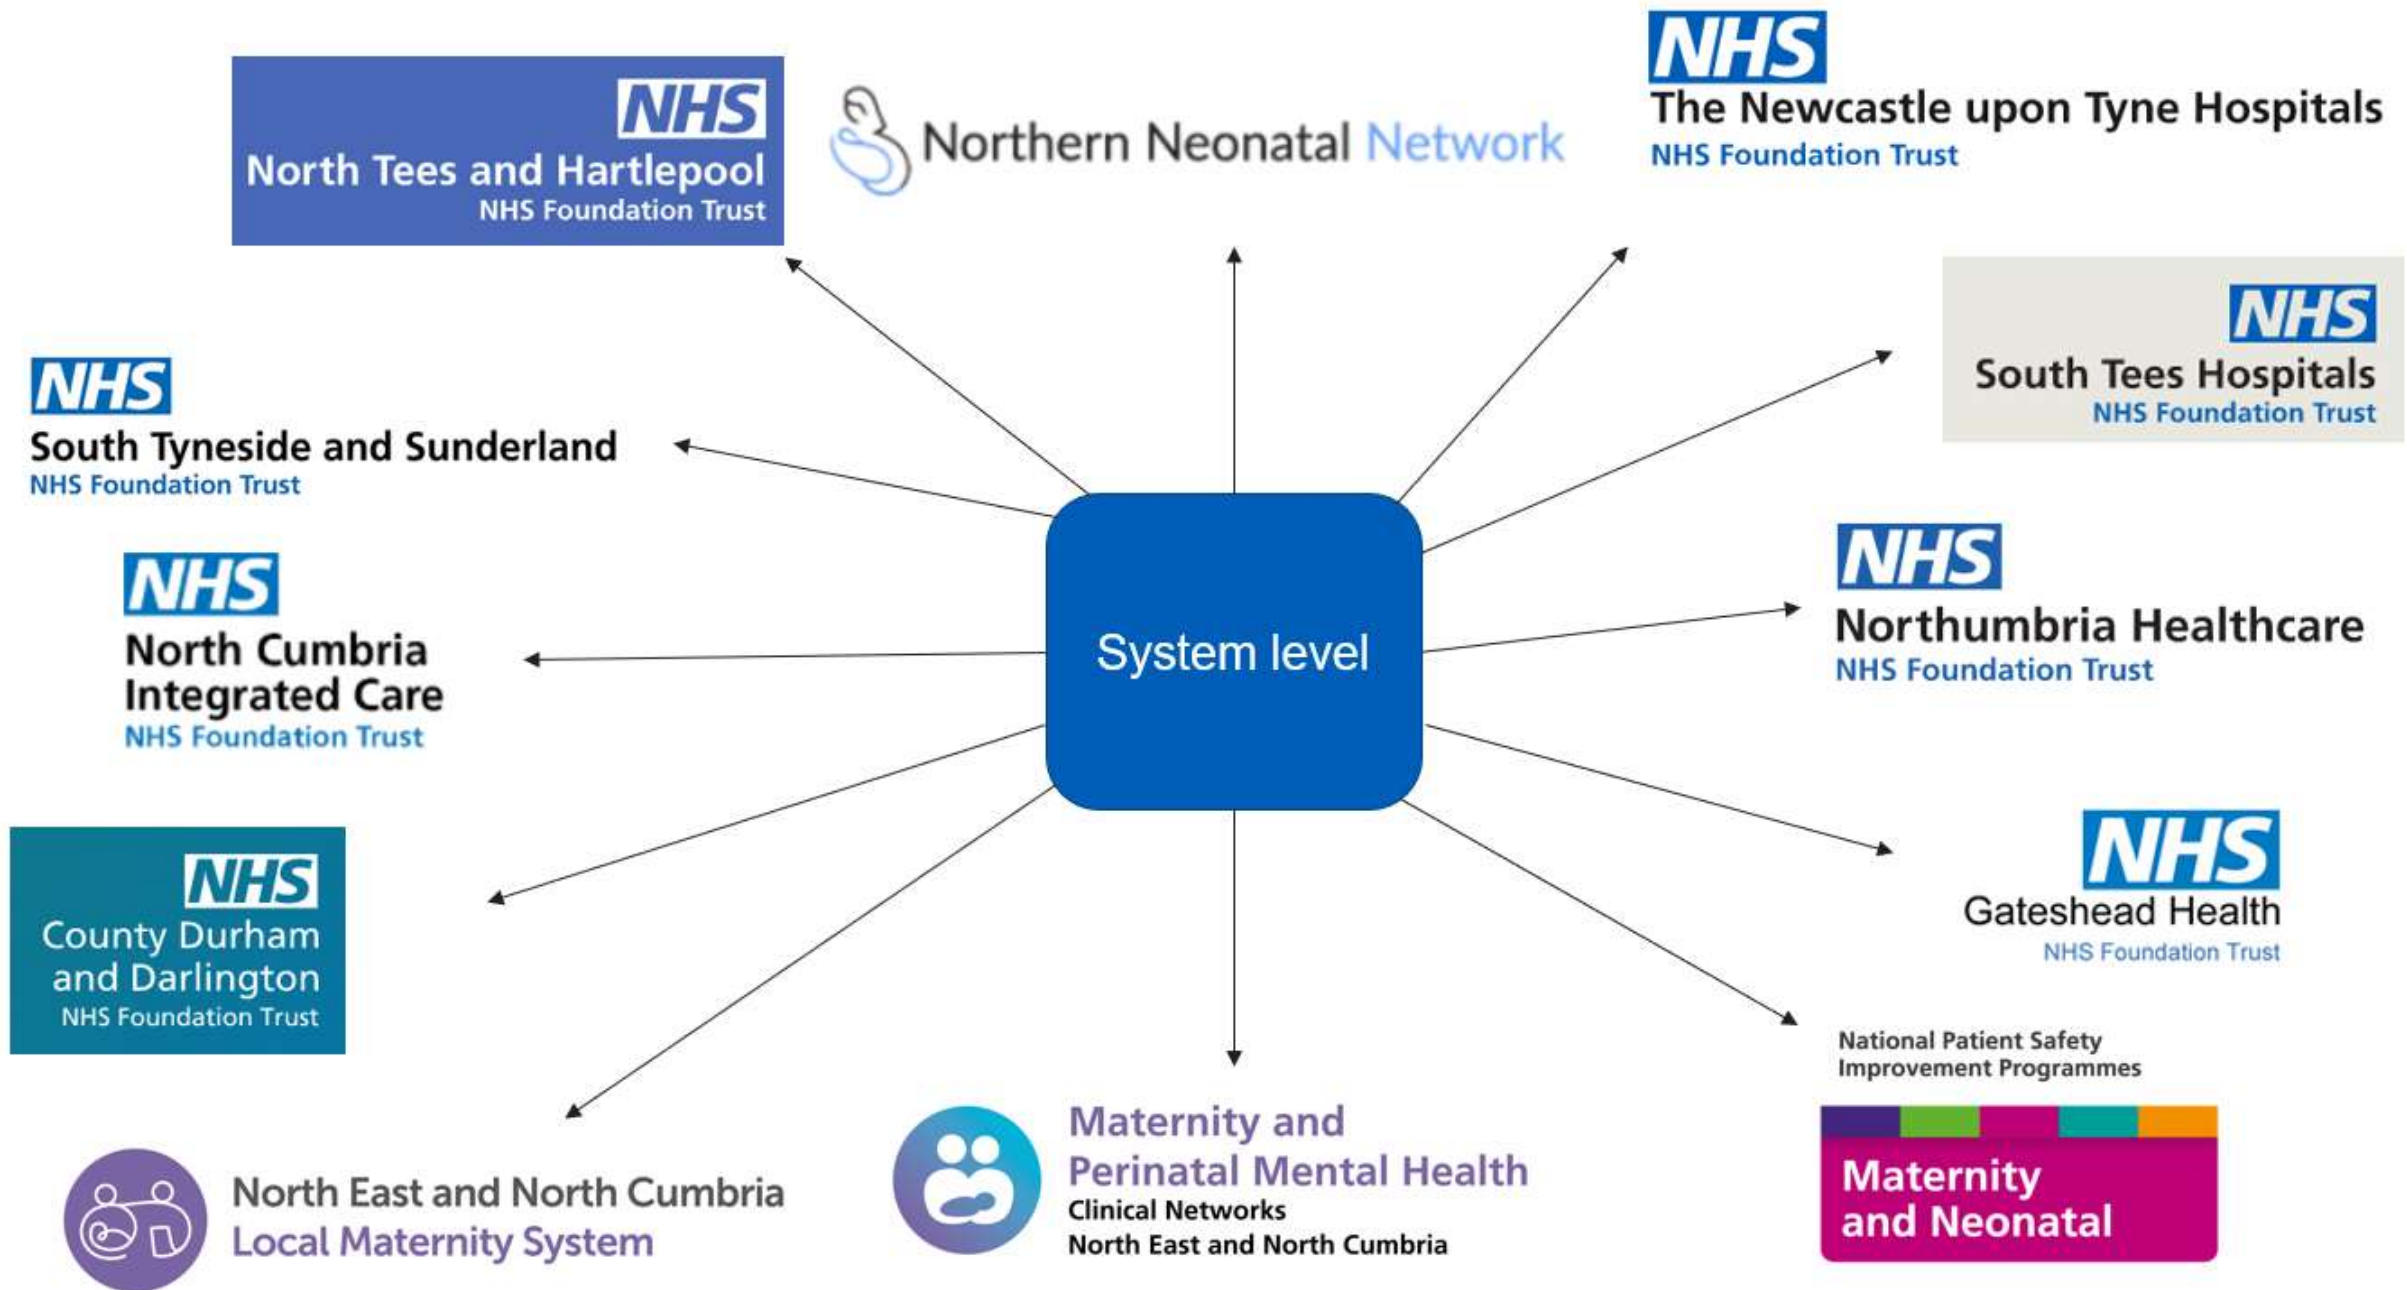 NHS
North Tees and Hartlepool
NHS Foundation Trust
Northern Neonatal Network
NHS
The Newcastle upon Tyne Hospitals
NHS Foundation Trust
NHS
South Tees Hospitals
NHS Foundation Trust
NHS
South Tyneside and Sunderland
NHS Foundation Trust
NHS
Northumbria Healthcare
NHS Foundation Trust
NHS
North Cumbria
Integrated Care
NHS Foundation Trust
System level
NHS
Gateshead Health
NHS Foundation Trust
NHS
County Durham
and Darlington
NHS Foundation Trust
National Patient Safety
Improvement Programmes
Maternity
and Neonatal
North East and North Cumbria
Local Maternity System
Maternity and
Perinatal Mental Health
Clinical Networks
North East and North Cumbria